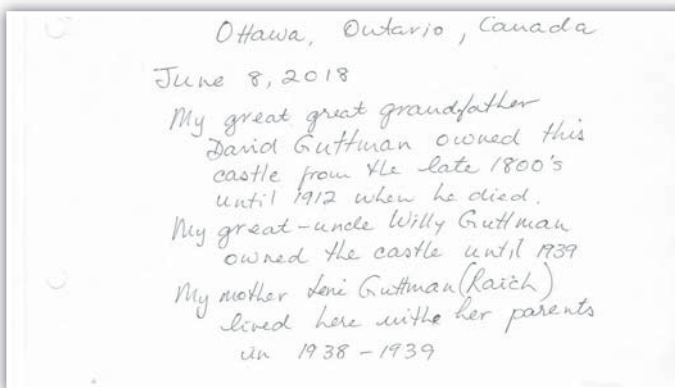 Ottawa, Ontario, Canada
June 8, 2018
My great great grandfather
David Guttman owned this
castle from the late 1800's
until 1912 when he died.
My great-uncle Willy Guttman
owned the castle until 1939
My mother Leni Guttman (Raich)
lived here withe her parents
in 1938-1939